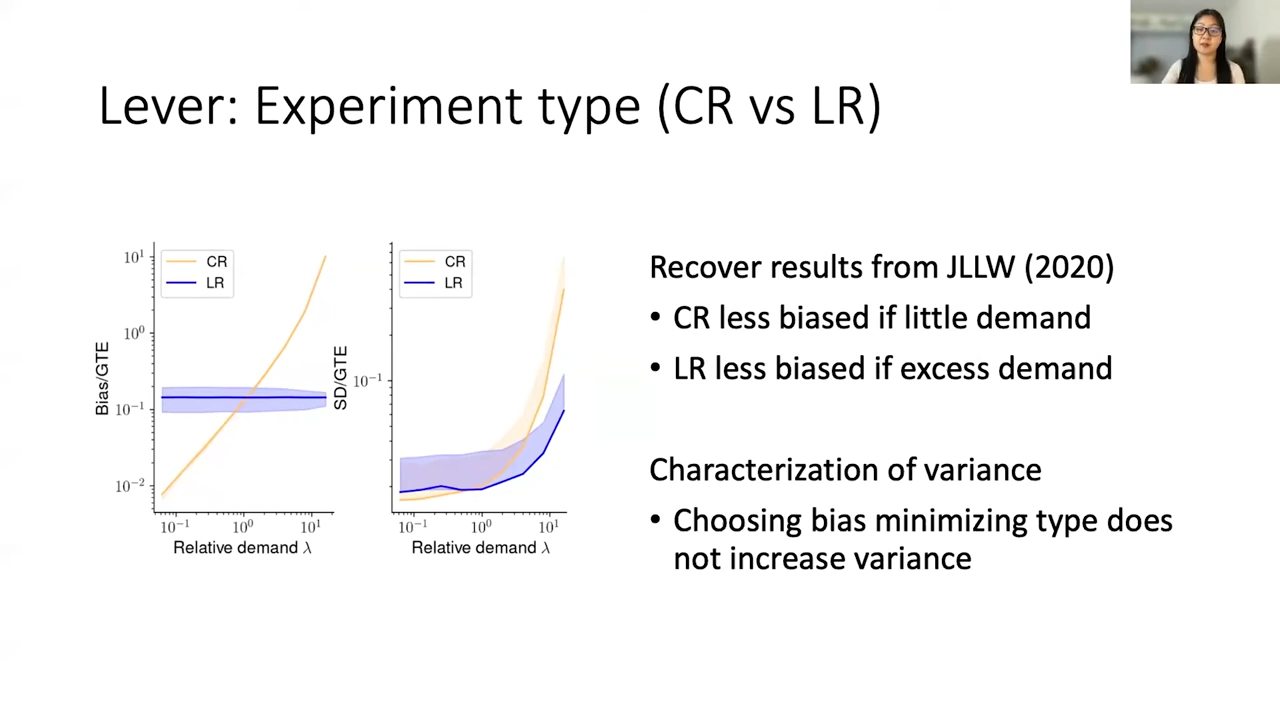 Lever: Experiment type (CR vs LR)
CR
LR
10^1
10^0
10^-1
10^-2
Bias/GTE
10^-1 10^0 10^1
Relative demand λ
CR
LR
10^-1
SD/GTE
10^-1 10^0 10^1
Relative demand λ
Recover results from JLLW (2020)
• CR less biased if little demand
• LR less biased if excess demand
Characterization of variance
• Choosing bias minimizing type does
not increase variance